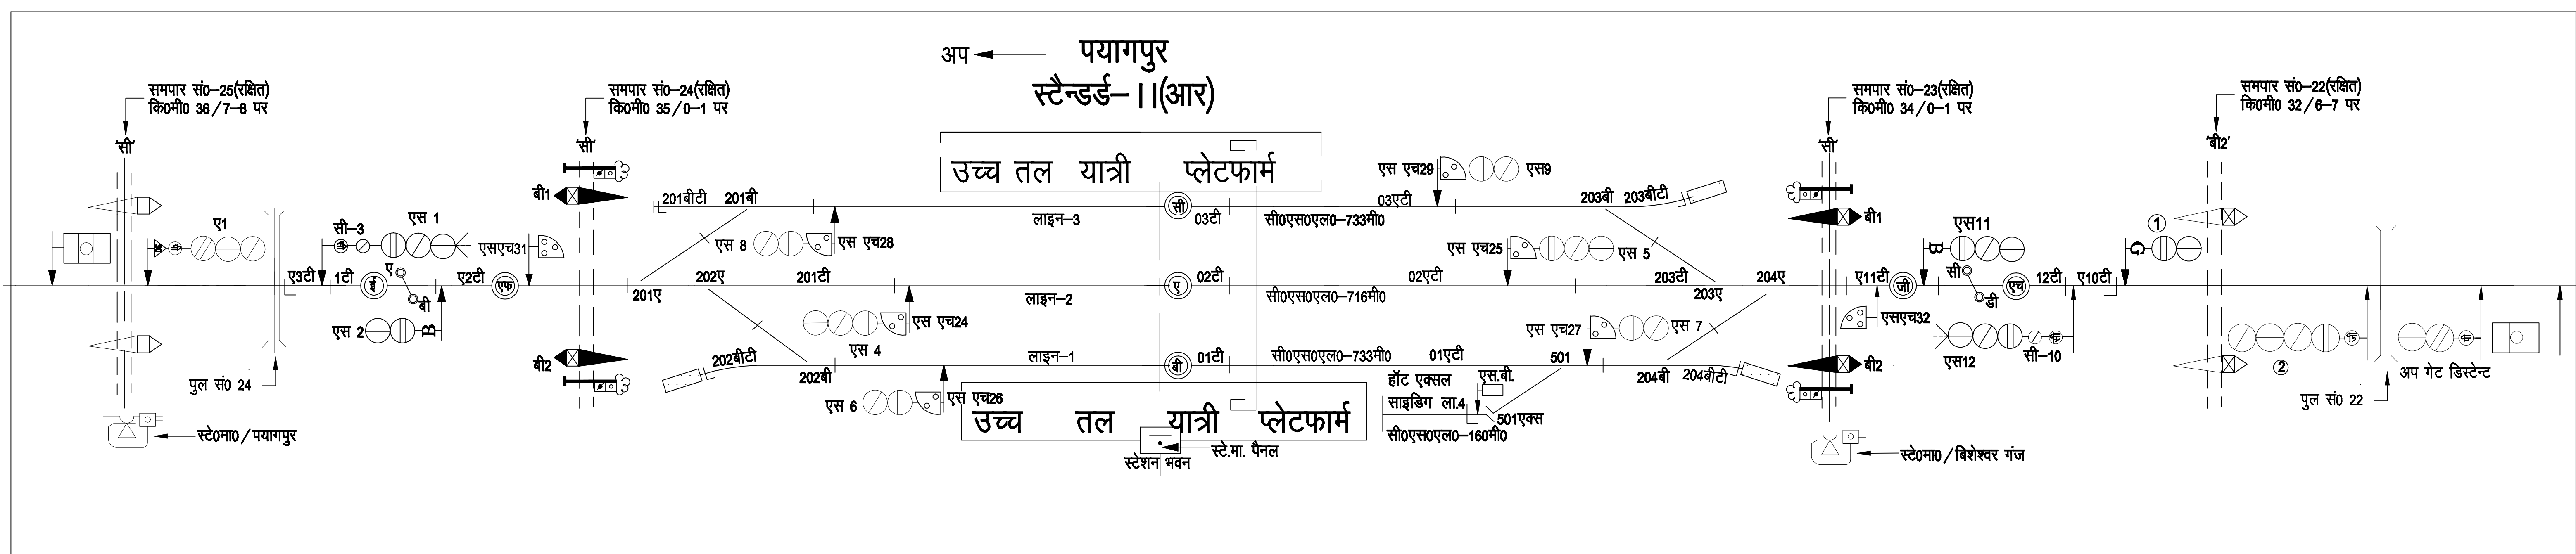 अप
पयागपुर
स्टैन्डर्ड–II(आर)
समपार सं0–25(रक्षित)
कि0मी0 36/7–8 पर
समपार सं0–24(रक्षित)
कि0मी0 35/0–1 पर
समपार सं0–23(रक्षित)
कि0मी0 34/0–1 पर
समपार सं0–22(रक्षित)
कि0मी0 32/6–7 पर
'सी'
'सी'
'सी'
'बी2'
उच्च तल यात्री प्लेटफार्म
एस एच29
एस9
बी1
201बीटी
201बी
लाइन–3
सी
03टी
सी0एस0एल0–733मी0
03एटी
203बी
203बीटी
बी1
ए1
सी–3
एस 1
एसएच31
एस 8
एस एच28
एस एच25
एस 5
एस11
1
B
G
ए3टी
1टी
ई
ए
बी
ए2टी
एफ
201ए
202ए
201टी
लाइन–2
ए
02टी
सी0एस0एल0–716मी0
02एटी
203टी
203ए
204ए
ए11टी
जी
सी
डी
एच
12टी
ए10टी
एस 2
B
एस 4
एस एच24
एस एच27
एस 7
एसएच32
एस12
सी–10
2
अप गेट डिस्टेन्ट
बी2
202बीटी
202बी
लाइन–1
बी
01टी
सी0एस0एल0–733मी0
01एटी
501
204बी
204बीटी
बी2
पुल सं0 24
पुल सं0 22
एस 6
एस एच26
हॉट एक्सल
साइडिंग ला.4
एस.बी.
501एक्स
सी0एस0एल0–160मी0
उच्च तल यात्री प्लेटफार्म
स्टे0मा0/पयागपुर
स्टे.मा. पैनल
स्टेशन भवन
स्टे0मा0/बिशेश्वर गंज